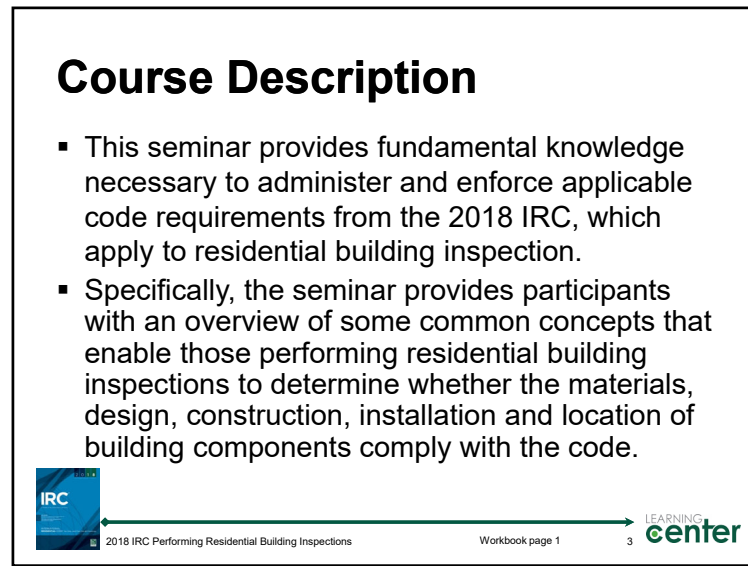 Course Description
▪ This seminar provides fundamental knowledge
necessary to administer and enforce applicable
code requirements from the 2018 IRC, which
apply to residential building inspection.
▪ Specifically, the seminar provides participants
with an overview of some common concepts that
enable those performing residential building
inspections to determine whether the materials,
design, construction, installation and location of
building components comply with the code.
IRC
2018 IRC Performing Residential Building Inspections
Workbook page 1
3
LEARNING
center